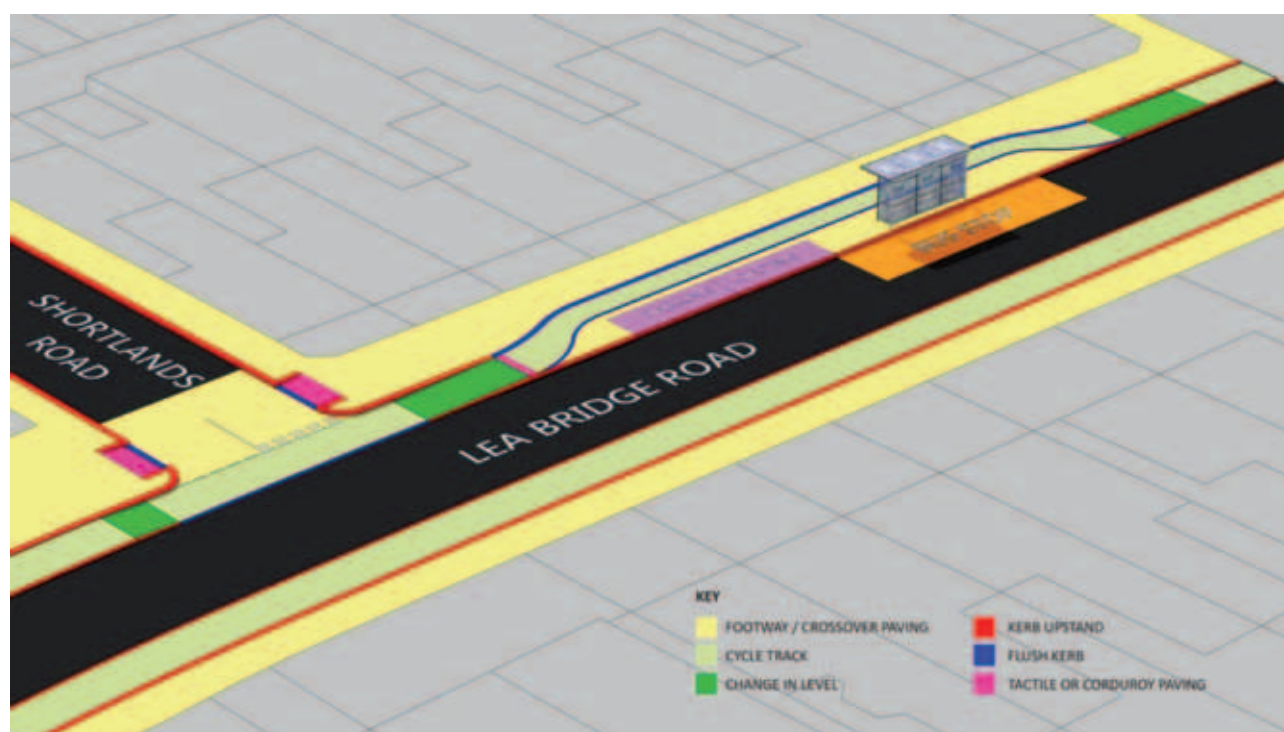 SHORTLANDS
ROAD
LEA BRIDGE ROAD
KEY
FOOTWAY / CROSSOVER PAVING
CYCLE TRACK
CHANGE IN LEVEL
KERB UPSTAND
FLUSH KERB
TACTILE OR CORDUROY PAVING